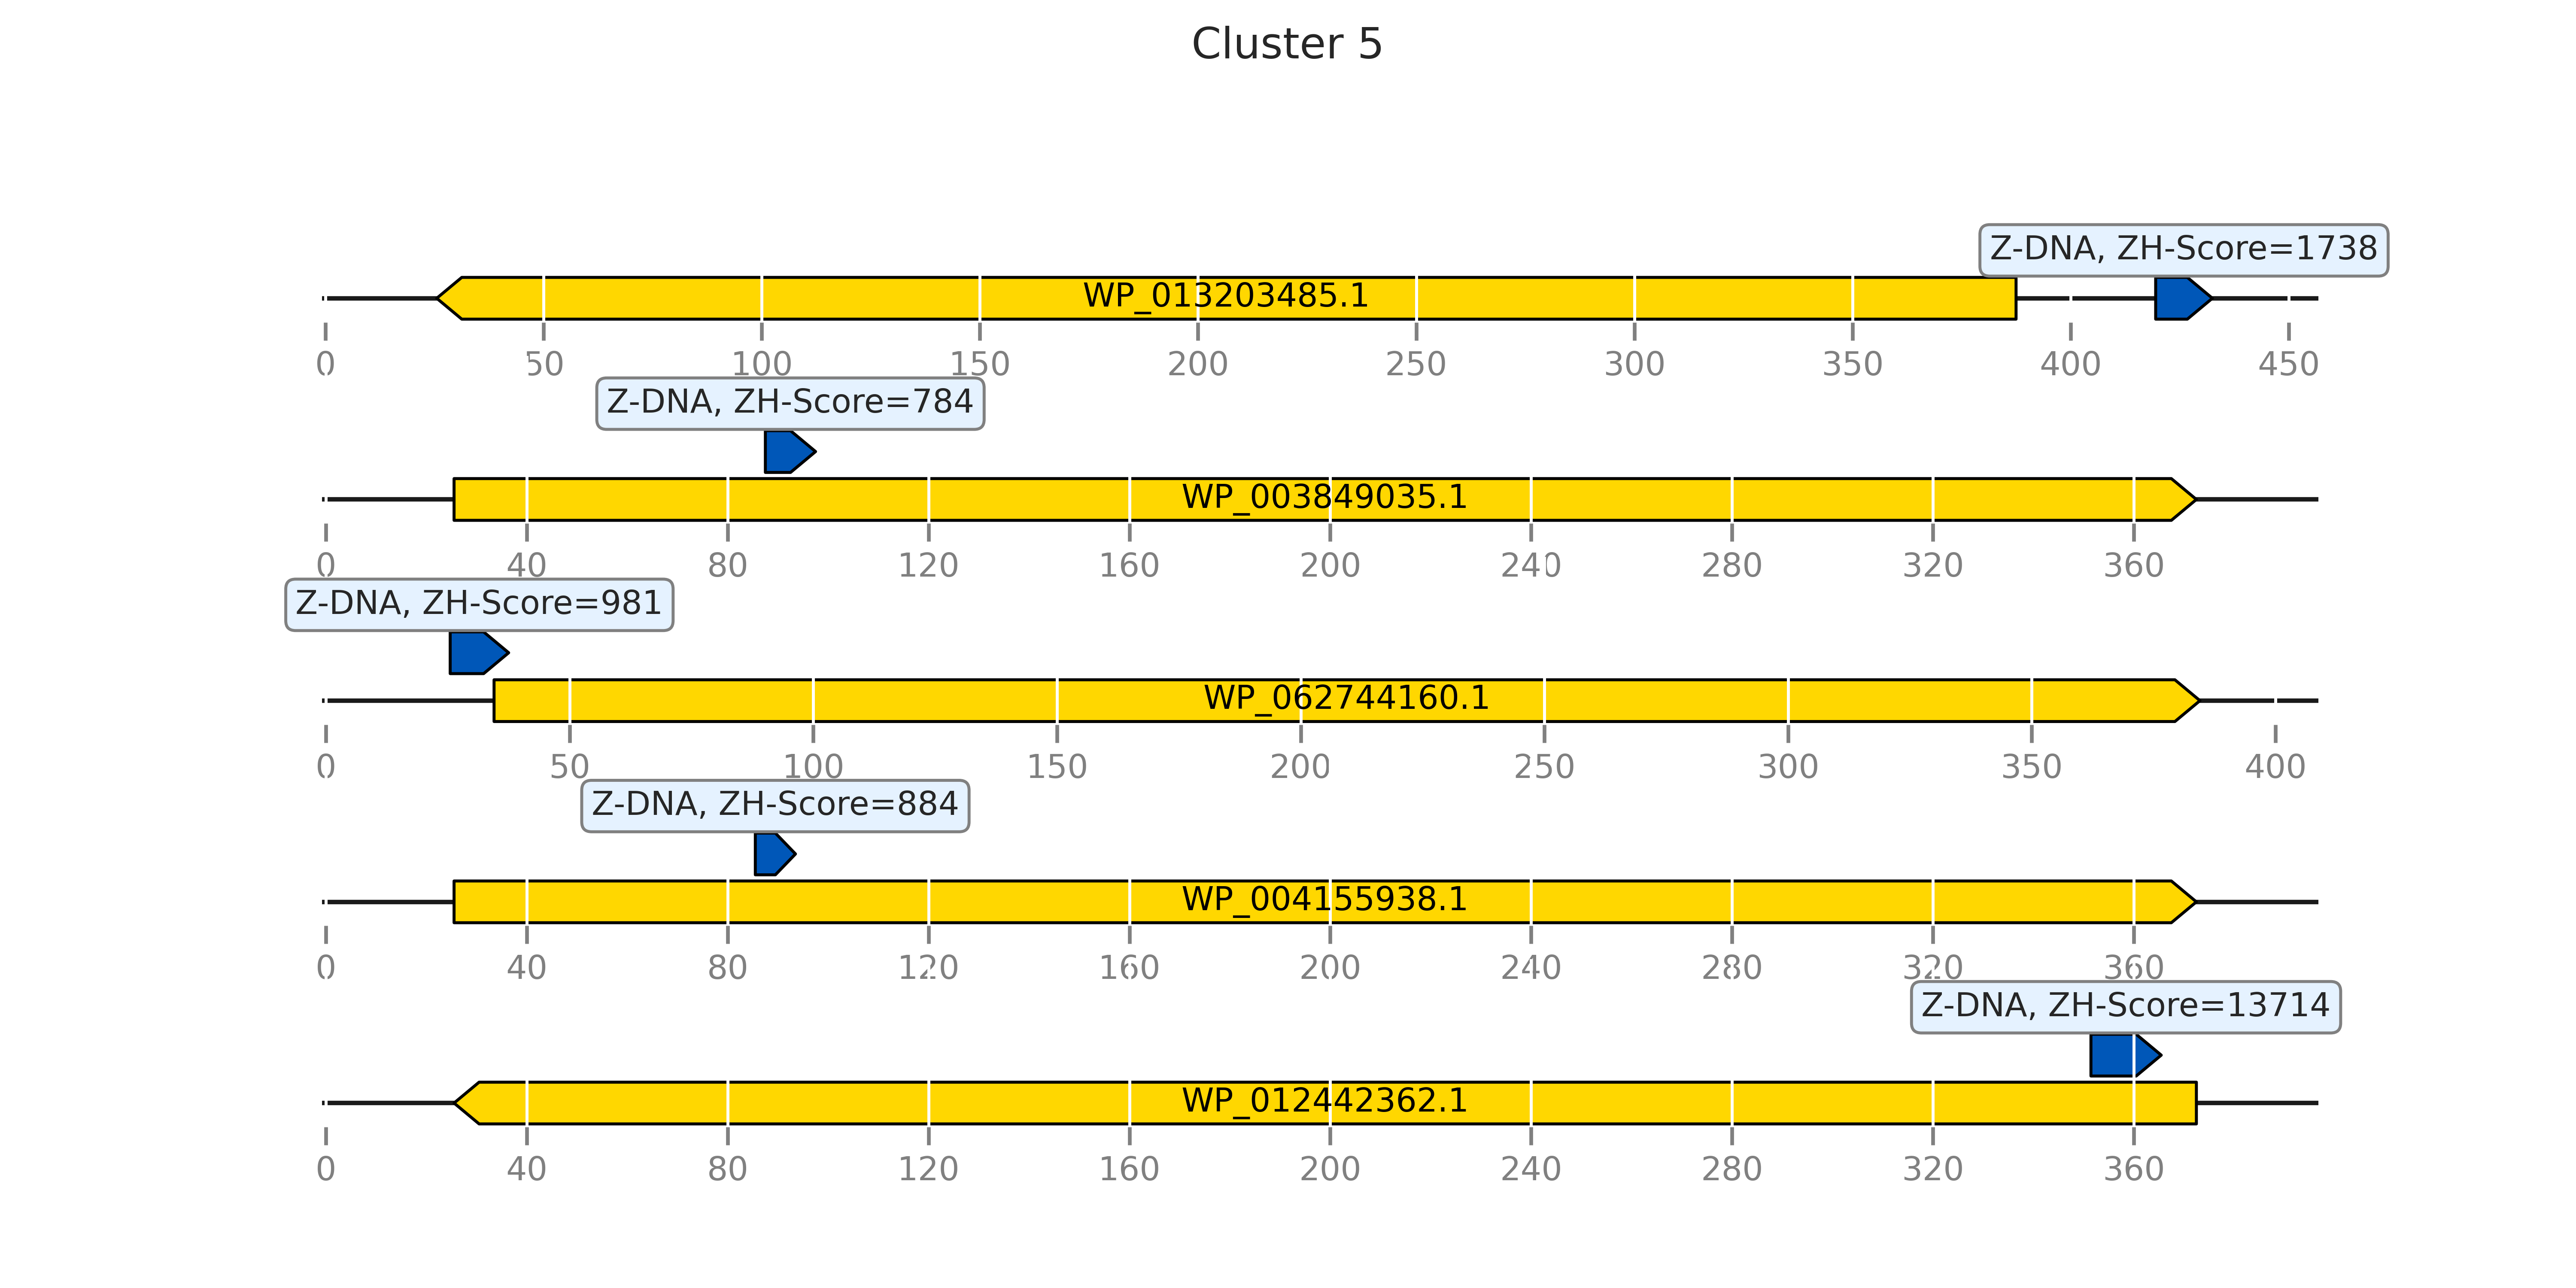 Cluster 5
Z-DNA, ZH-Score=1738
WP_013203485.1
0 50 100 150 200 250 300 350 400 450
Z-DNA, ZH-Score=784
WP_003849035.1
0 40 80 120 160 200 240 280 320 360
Z-DNA, ZH-Score=981
WP_062744160.1
0 50 100 150 200 250 300 350 400
Z-DNA, ZH-Score=884
WP_004155938.1
0 40 80 120 160 200 240 280 320 360
Z-DNA, ZH-Score=13714
WP_012442362.1
0 40 80 120 160 200 240 280 320 360